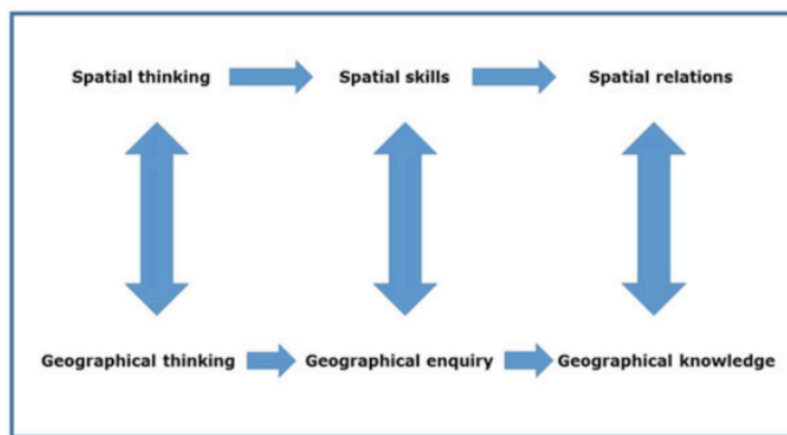 Spatial thinking
Spatial skills
Spatial relations
Geographical thinking
Geographical enquiry
Geographical knowledge